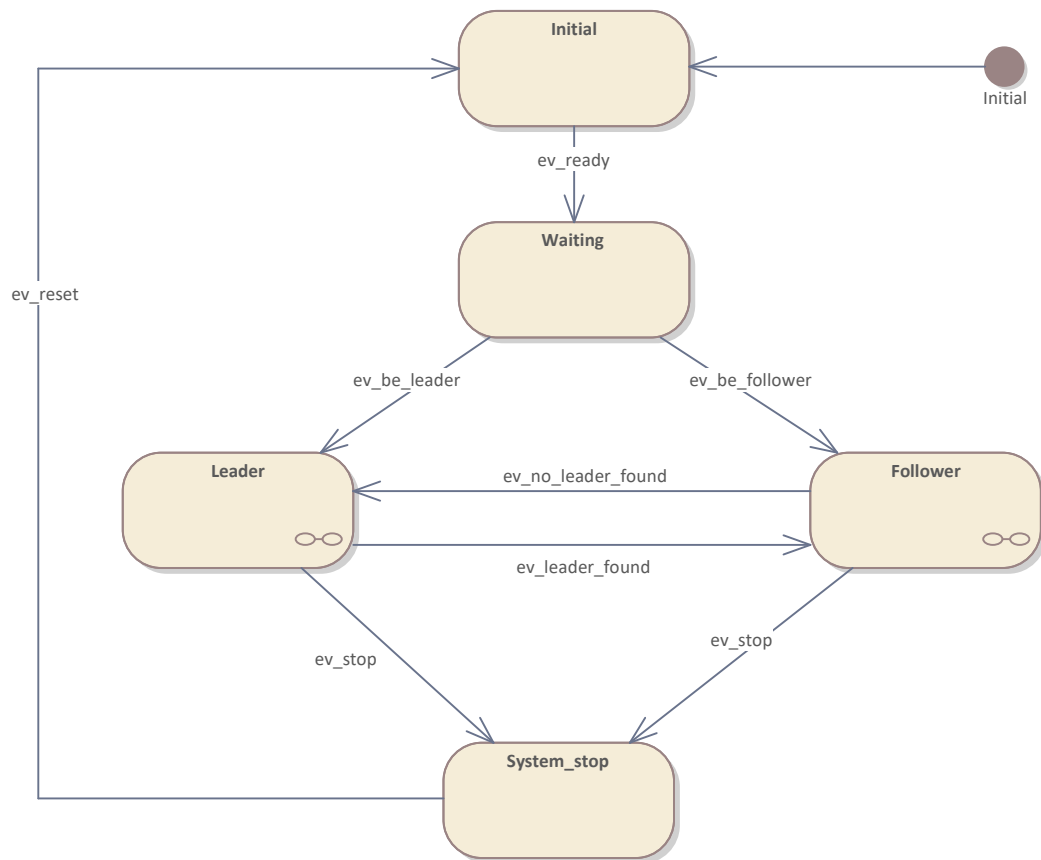 Initial
Initial
ev_ready
Waiting
ev_reset
ev_be_leader
ev_be_follower
Leader
Follower
ev_no_leader_found
ev_leader_found
ev_stop
ev_stop
System_stop